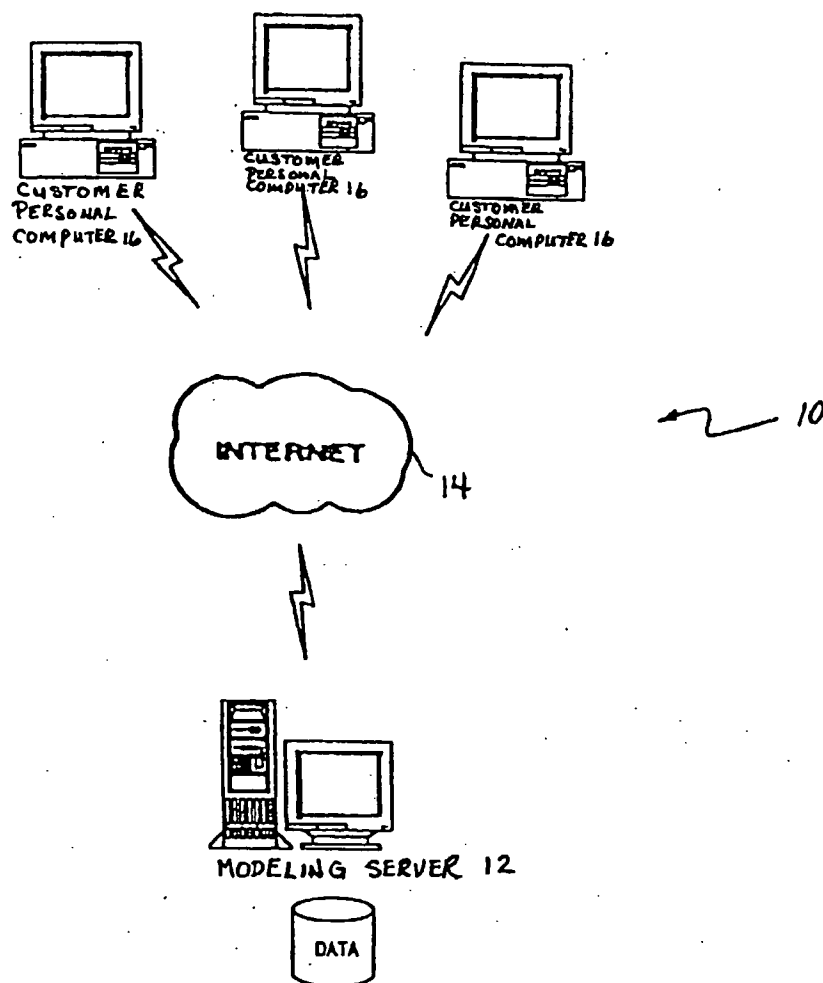 CUSTOMER
PERSONAL
COMPUTER 16
CUSTOMER
PERSONAL
COMPUTER 16
CUSTOMER
PERSONAL
COMPUTER 16
INTERNET
14
10
MODELING SERVER 12
DATA